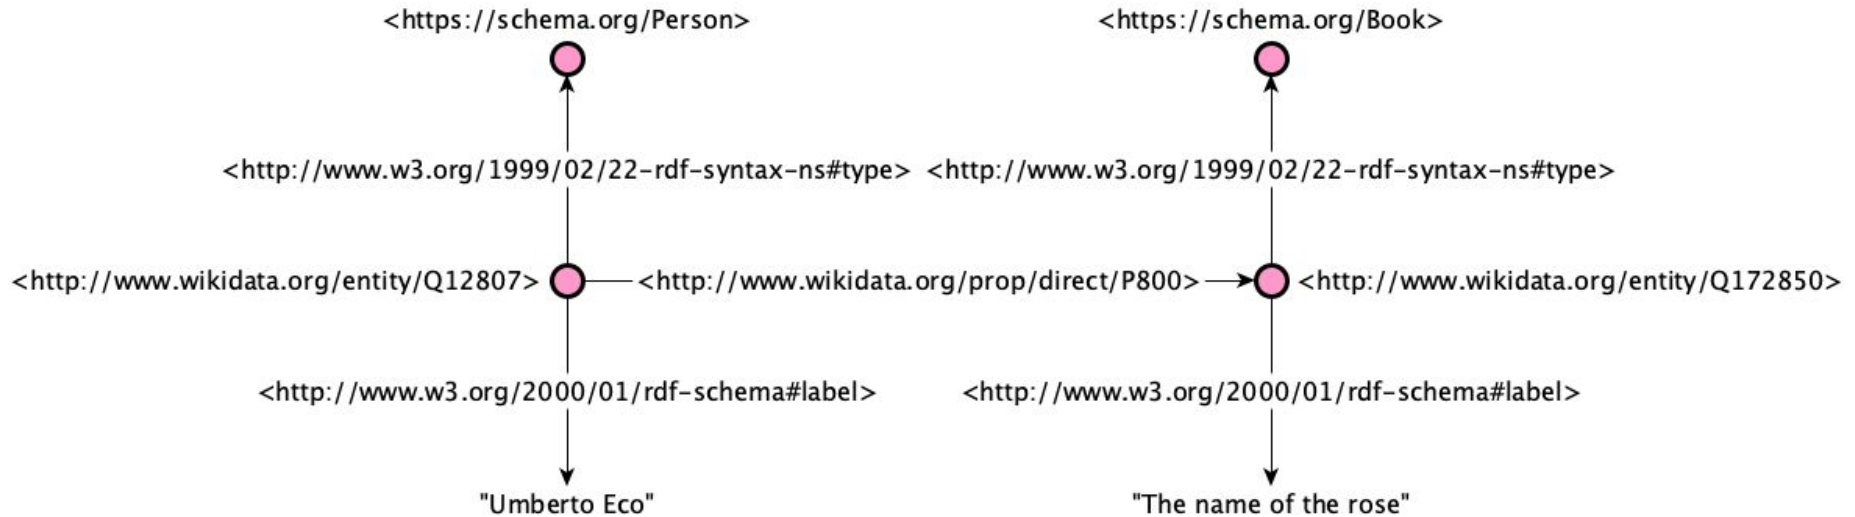 <https://schema.org/Person> <https://schema.org/Book>
<http://www.w3.org/1999/02/22-rdf-syntax-ns#type> <http://www.w3.org/1999/02/22-rdf-syntax-ns#type>
<http://www.wikidata.org/entity/Q12807> <http://www.wikidata.org/prop/direct/P800> <http://www.wikidata.org/entity/Q172850>
<http://www.w3.org/2000/01/rdf-schema#label> <http://www.w3.org/2000/01/rdf-schema#label>
"Umberto Eco" "The name of the rose"